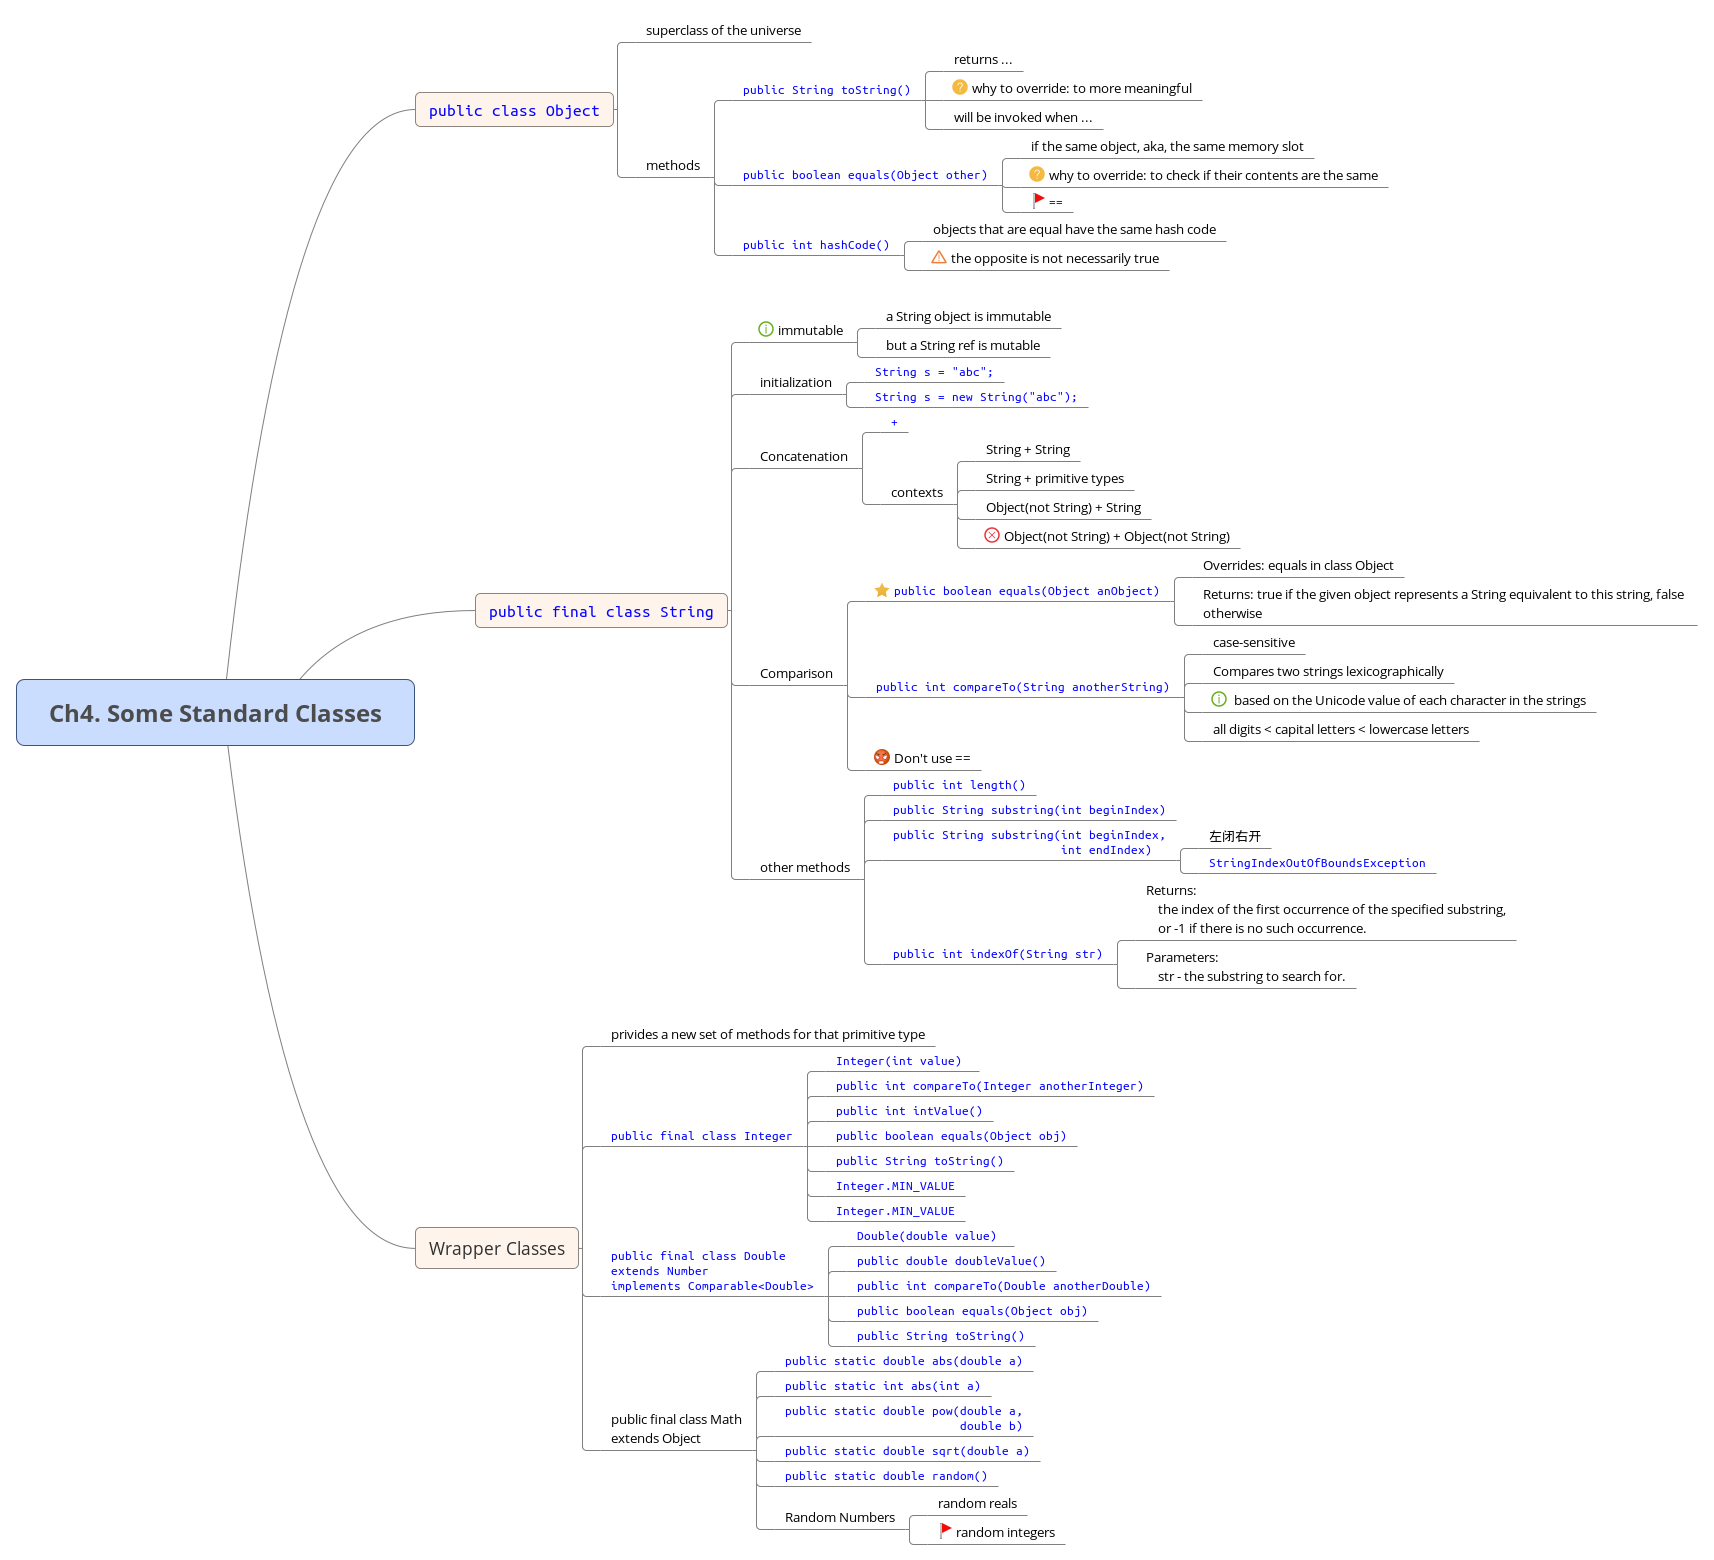 superclass of the universe
returns ...
public String toString()
why to override: to more meaningful
public class Object
will be invoked when ...
if the same object, aka, the same memory slot
methods
public boolean equals(Object other)
why to override: to check if their contents are the same
==
objects that are equal have the same hash code
public int hashCode()
the opposite is not necessarily true
a String object is immutable
immutable
but a String ref is mutable
String s = "abc";
initialization
String s = new String("abc");
+
String + String
Concatenation
String + primitive types
contexts
Object(not String) + String
Object(not String) + Object(not String)
Overrides: equals in class Object
public boolean equals(Object anObject)
Returns: true if the given object represents a String equivalent to this string, false
otherwise
public final class String
case-sensitive
Comparison
Compares two strings lexicographically
public int compareTo(String anotherString)
based on the Unicode value of each character in the strings
all digits < capital letters < lowercase letters
Ch4. Some Standard Classes
Don't use ==
public int length()
public String substring(int beginIndex)
public String substring(int beginIndex,
int endIndex)
左闭右开
StringIndexOutOfBoundsException
other methods
Returns:
the index of the first occurrence of the specified substring,
or -1 if there is no such occurrence.
public int indexOf(String str)
Parameters:
str - the substring to search for.
privides a new set of methods for that primitive type
Integer(int value)
public int compareTo(Integer anotherInteger)
public int intValue()
public final class Integer
public boolean equals(Object obj)
public String toString()
Integer.MIN_VALUE
Integer.MIN_VALUE
Wrapper Classes
Double(double value)
public final class Double
extends Number
implements Comparable<Double>
public double doubleValue()
public int compareTo(Double anotherDouble)
public boolean equals(Object obj)
public String toString()
public static double abs(double a)
public static int abs(int a)
public final class Math
extends Object
public static double pow(double a,
double b)
public static double sqrt(double a)
public static double random()
random reals
Random Numbers
random integers